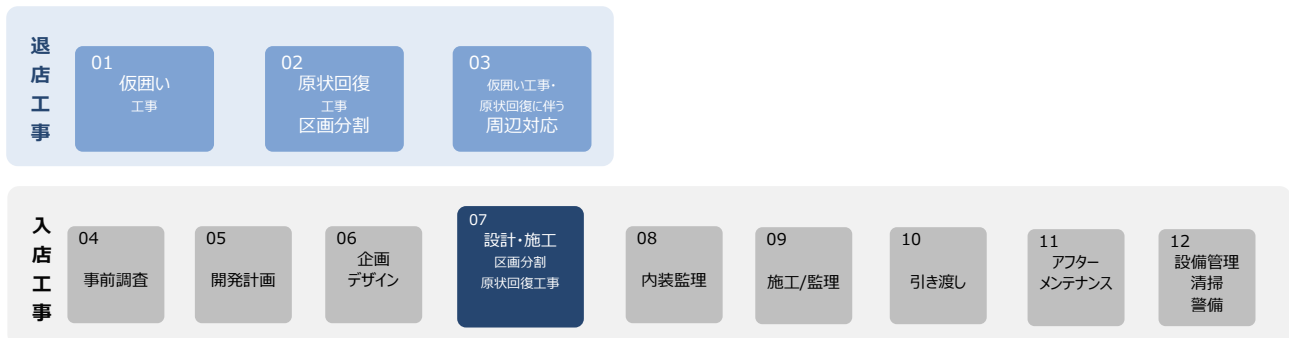 退店工事
01
仮囲い
工事
02
原状回復
工事
区画分割
03
仮囲い工事・
原状回復に伴う
周辺対応
入店工事
04
事前調査
05
開発計画
06
企画
デザイン
07
設計・施工
区画分割
原状回復工事
08
内装監理
09
施工/監理
10
引き渡し
11
アフター
メンテナンス
12
設備管理
清掃
警備